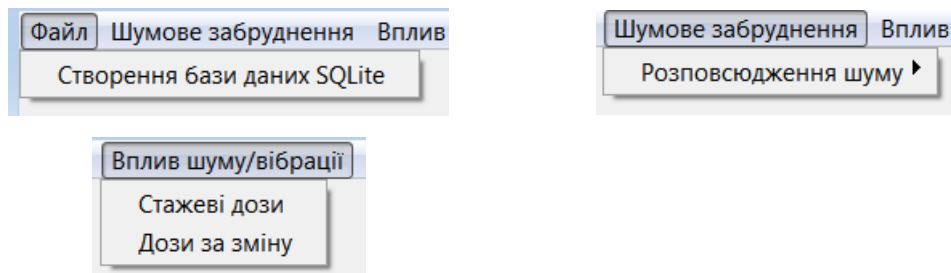 Файл Шумове забруднення Вплив
Створення бази даних SQLite
Шумове забруднення Вплив
Розповсюдження шуму
Вплив шуму/вібрації
Стажеві дози
Дози за зміну